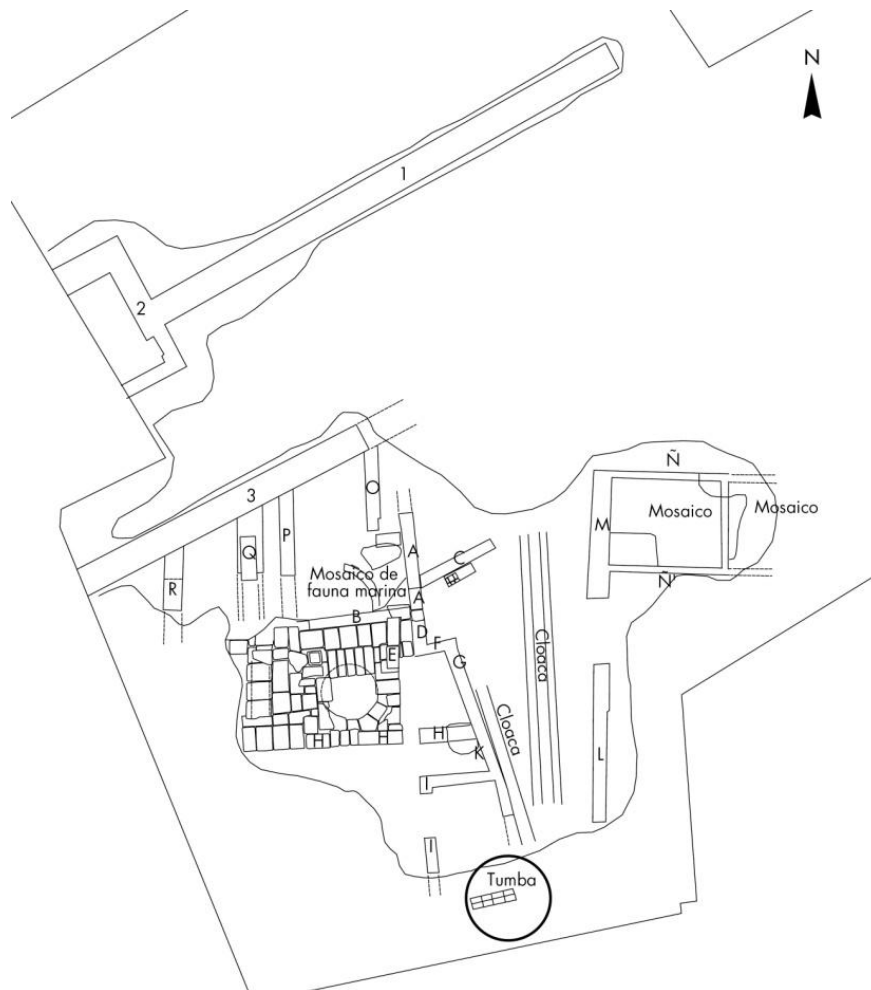 N
1
2
3
Ñ
O
Mosaico
Mosaico
P
A
M
Q
C
Mosaico de
fauna marina
Ñ
R
A
B
D
F
E
G
Cloaca
Cloaca
H
H
H
K
I
L
I
Tumba